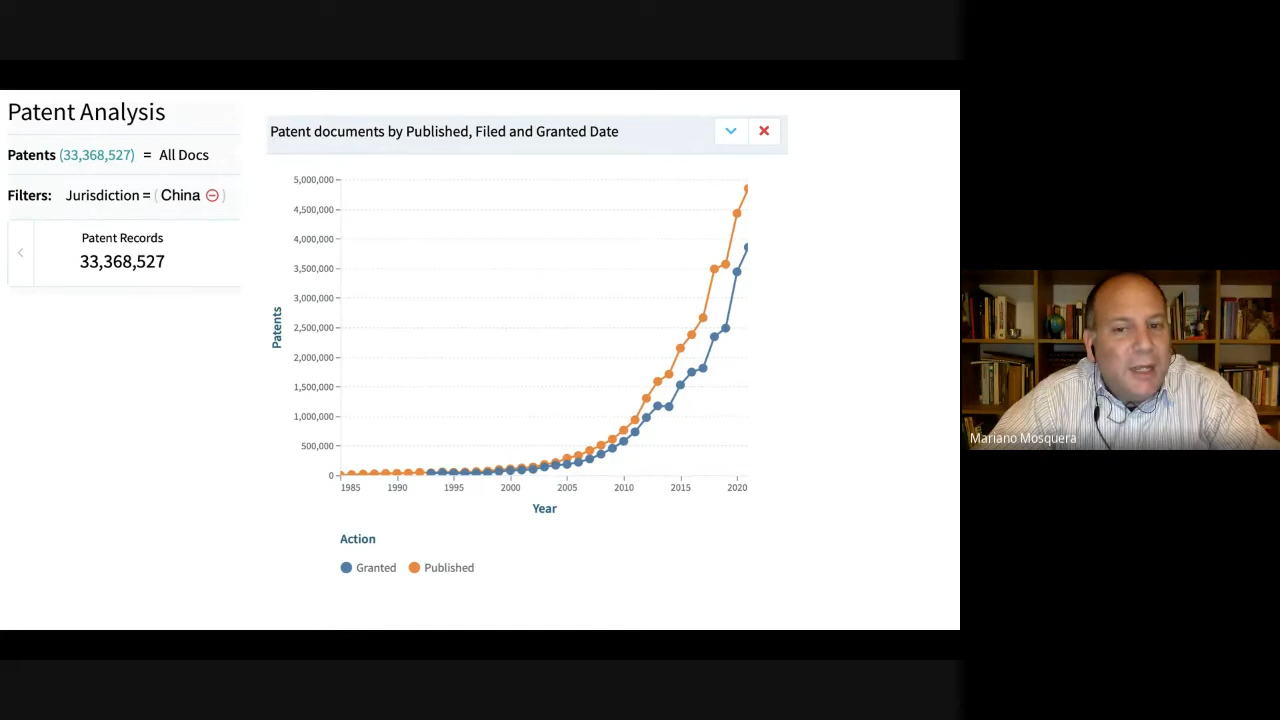 Patent Analysis
Patents (33,368,527) = All Docs
Filters: Jurisdiction = ( China )
Patent Records
33,368,527
Patent documents by Published, Filed and Granted Date
5,000,000
4,500,000
4,000,000
3,500,000
3,000,000
2,500,000
2,000,000
1,500,000
1,000,000
500,000
0
Patents
1985 1990 1995 2000 2005 2010 2015 2020
Year
Action
Granted Published
Mariano Mosquera